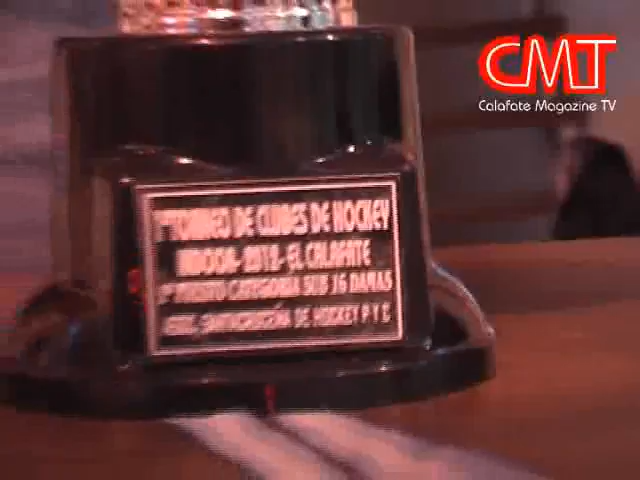 CMT
Calafate Magazine TV
TORNEO DE CLUBES DE HOCKEY
INDOOR- 2012- EL CALAFATE
PUESTO CATEGORIA SUB 16 DAMAS
SANTACRUCEÑA DE HOCKEY P Y